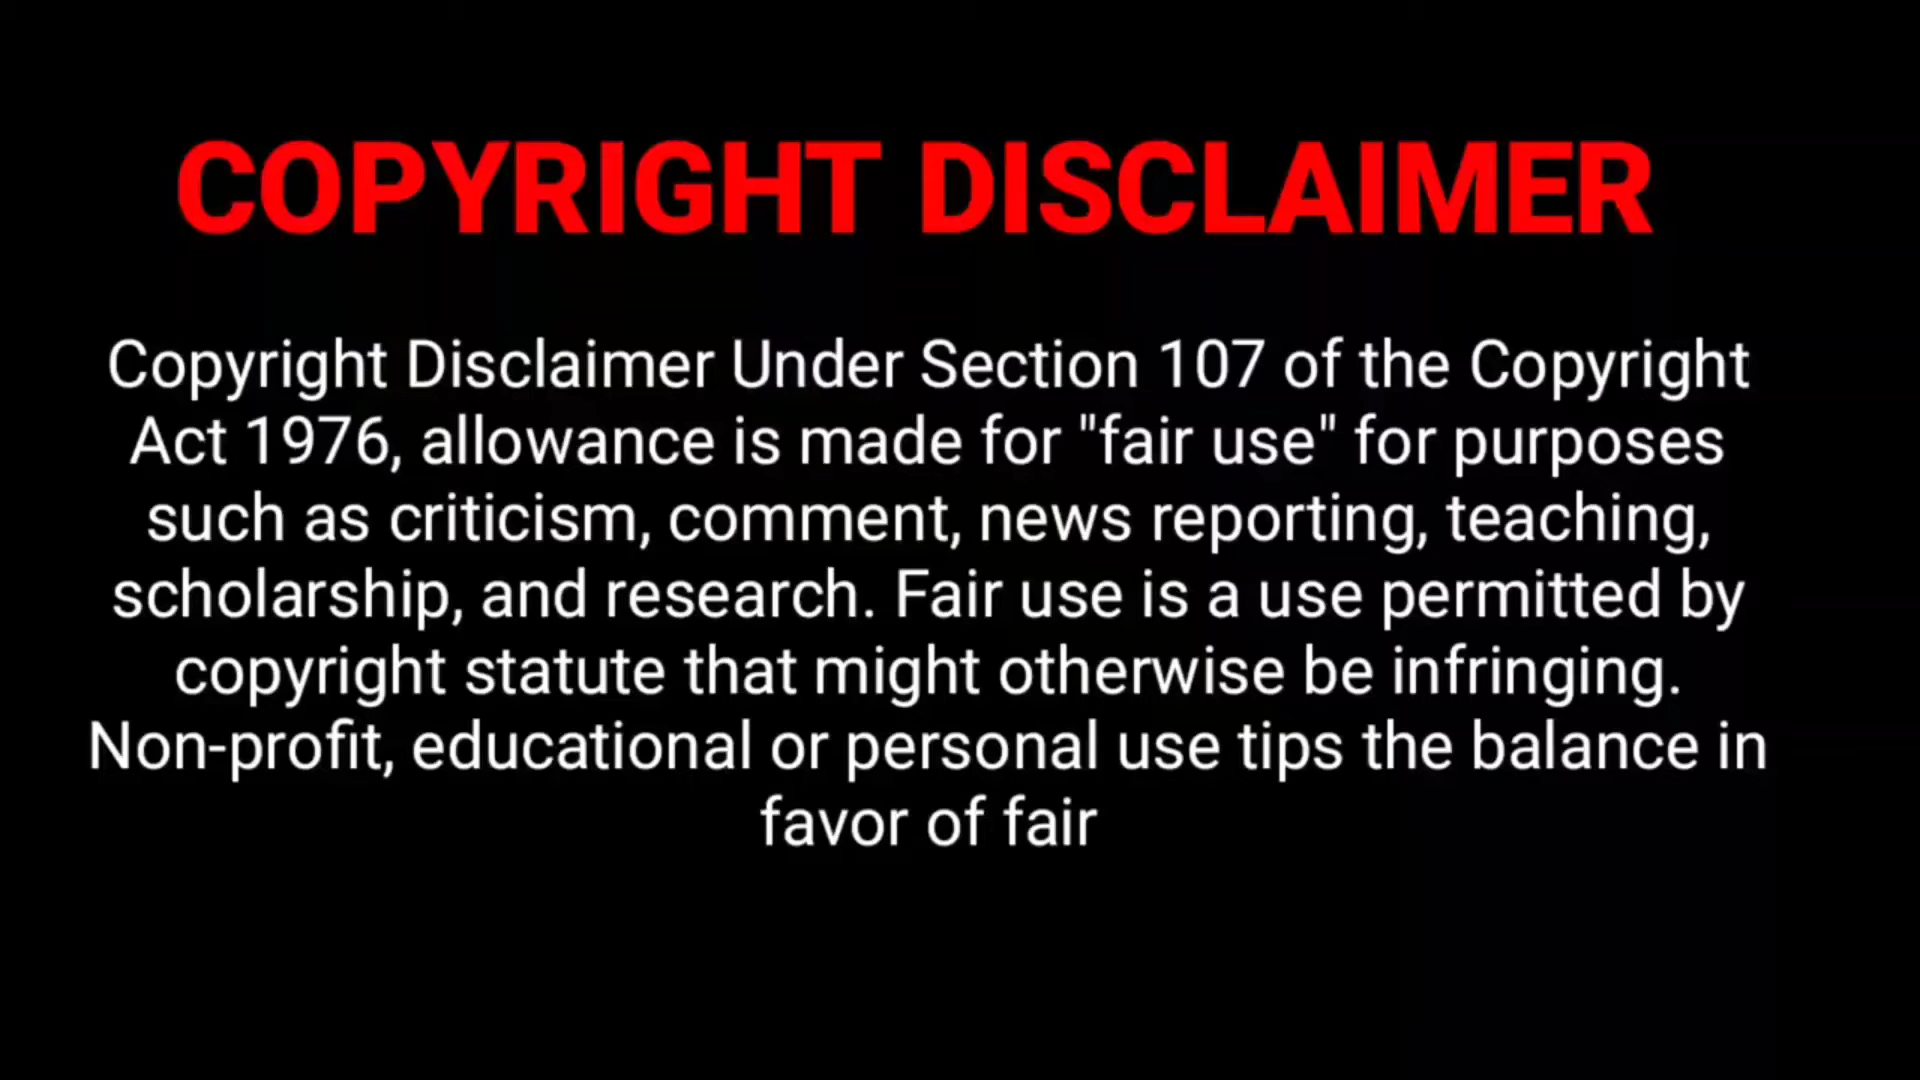 COPYRIGHT DISCLAIMER
Copyright Disclaimer Under Section 107 of the Copyright
Act 1976, allowance is made for "fair use" for purposes
such as criticism, comment, news reporting, teaching,
scholarship, and research. Fair use is a use permitted by
copyright statute that might otherwise be infringing.
Non-profit, educational or personal use tips the balance in
favor of fair